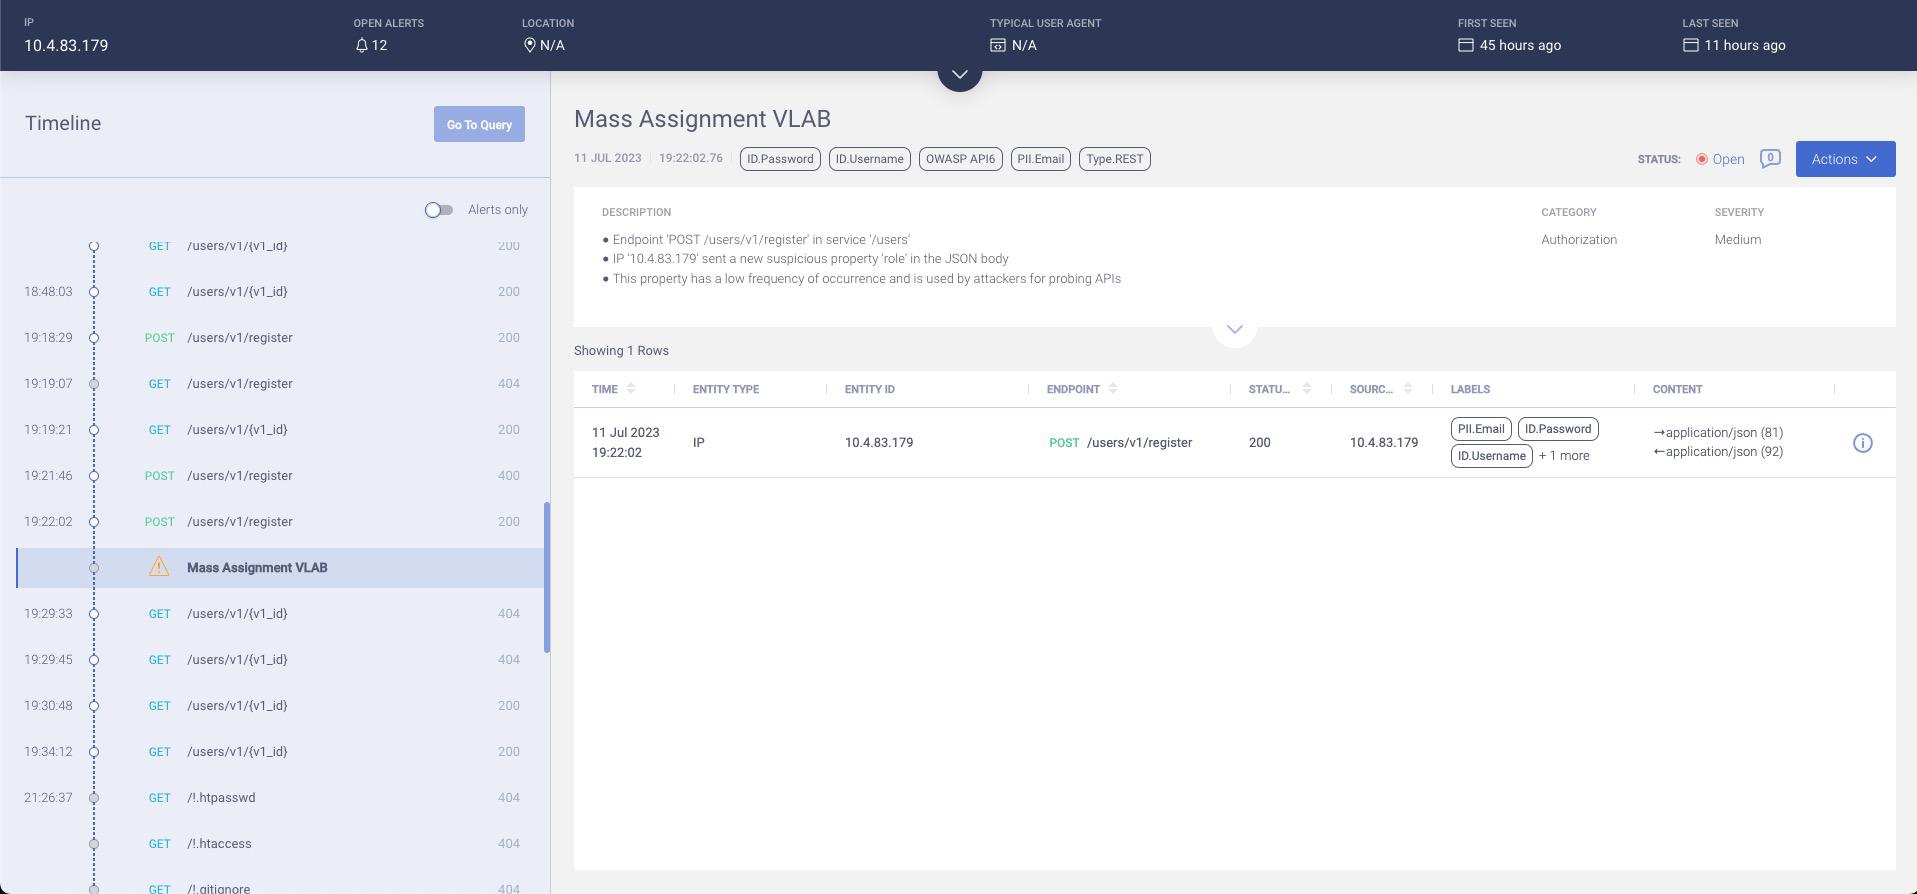 IP
10.4.83.179
OPEN ALERTS
12
LOCATION
N/A
TYPICAL USER AGENT
N/A
FIRST SEEN
45 hours ago
LAST SEEN
11 hours ago
Timeline
Go To Query
Alerts only
GET /users/v1/{v1_id} 200
18:48:03 GET /users/v1/{v1_id} 200
19:18:29 POST /users/v1/register 200
19:19:07 GET /users/v1/register 404
19:19:21 GET /users/v1/{v1_id} 200
19:21:46 POST /users/v1/register 400
19:22:02 POST /users/v1/register 200
Mass Assignment VLAB
19:29:33 GET /users/v1/{v1_id} 404
19:29:45 GET /users/v1/{v1_id} 404
19:30:48 GET /users/v1/{v1_id} 200
19:34:12 GET /users/v1/{v1_id} 200
21:26:37 GET /!.htpasswd 404
GET /!.htaccess 404
GET /!.gitignore 404
Mass Assignment VLAB
11 JUL 2023 19:22:02.76 ID.Password ID.Username OWASP API6 PII.Email Type.REST
STATUS: Open 0 Actions
DESCRIPTION
• Endpoint 'POST /users/v1/register' in service '/users'
• IP '10.4.83.179' sent a new suspicious property 'role' in the JSON body
• This property has a low frequency of occurrence and is used by attackers for probing APIs
CATEGORY
Authorization
SEVERITY
Medium
Showing 1 Rows
TIME ENTITY TYPE ENTITY ID ENDPOINT STATU... SOURC... LABELS CONTENT
11 Jul 2023
19:22:02
IP 10.4.83.179 POST /users/v1/register 200 10.4.83.179
PII.Email ID.Password
ID.Username + 1 more
→application/json (81)
←application/json (92)